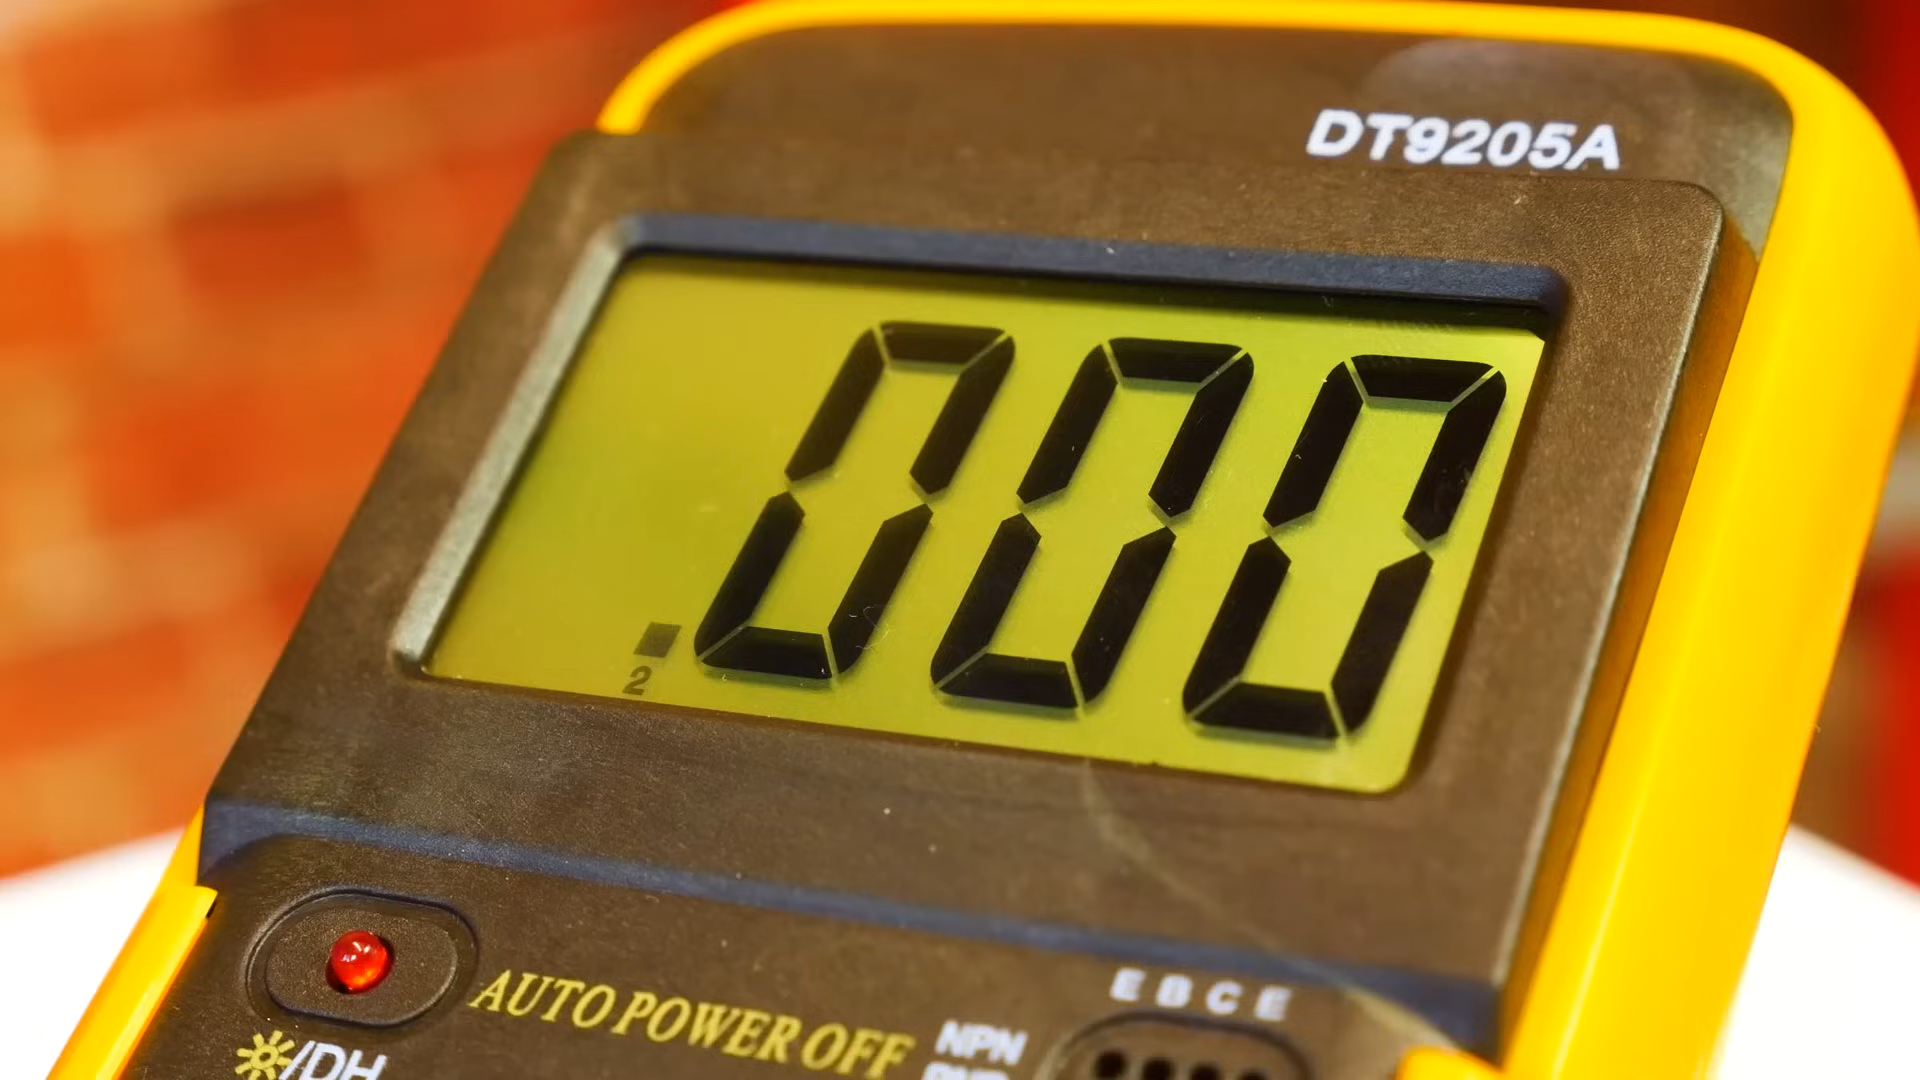 DT9205A
.000
2
AUTO POWER OFF
E B C E
NPN
/DH